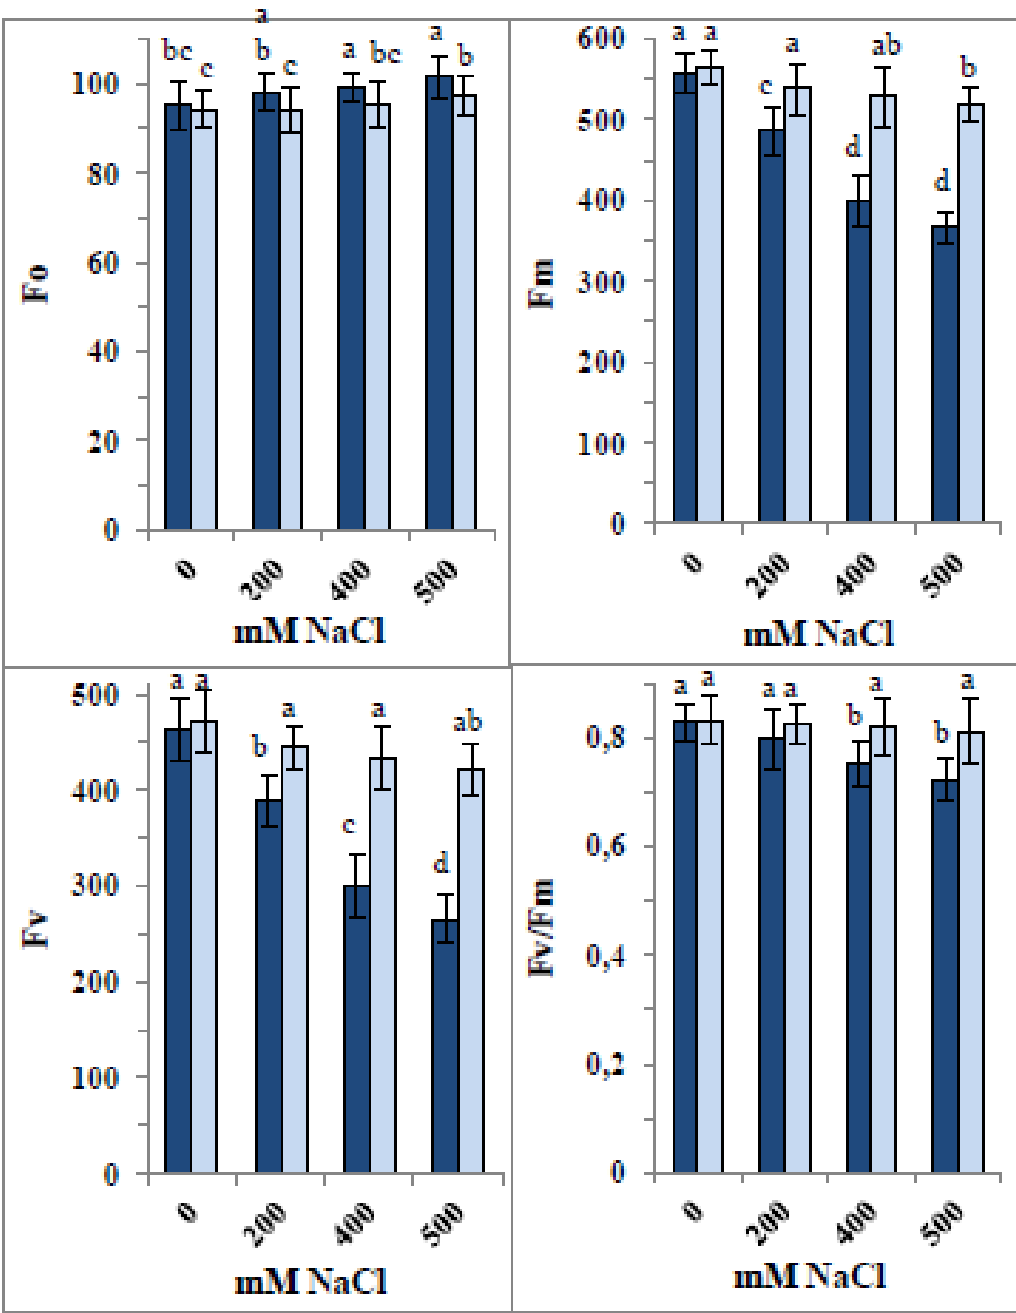 a
bc c b c a bc a b
100
80
60
40
20
0
Fo
0 200 400 500
mM NaCl
a a c a d ab d b
600
500
400
300
200
100
0
Fm
0 200 400 500
mM NaCl
a a b a c a d ab
500
400
300
200
100
0
Fv
0 200 400 500
mM NaCl
a a a a b a b a
0,8
0,6
0,4
0,2
0
Fv/Fm
0 200 400 500
mM NaCl